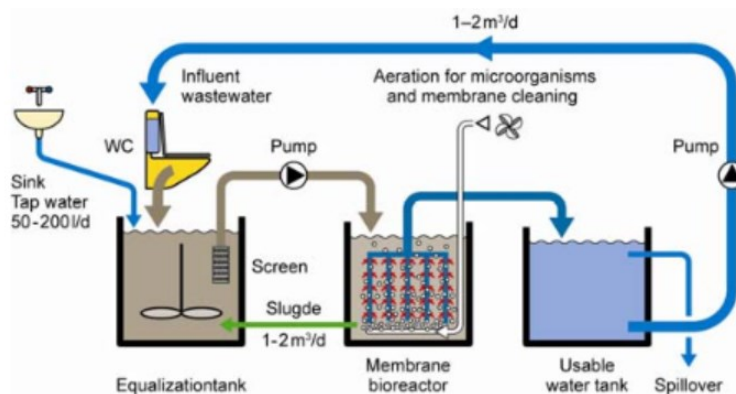 1–2 m³/d
Influent
wastewater
Aeration for microorganisms
and membrane cleaning
WC
Pump
Pump
Sink
Tap water
50-200 l/d
Screen
Slugde
1-2 m³/d
Equalizationtank
Membrane
bioreactor
Usable
water tank
Spillover